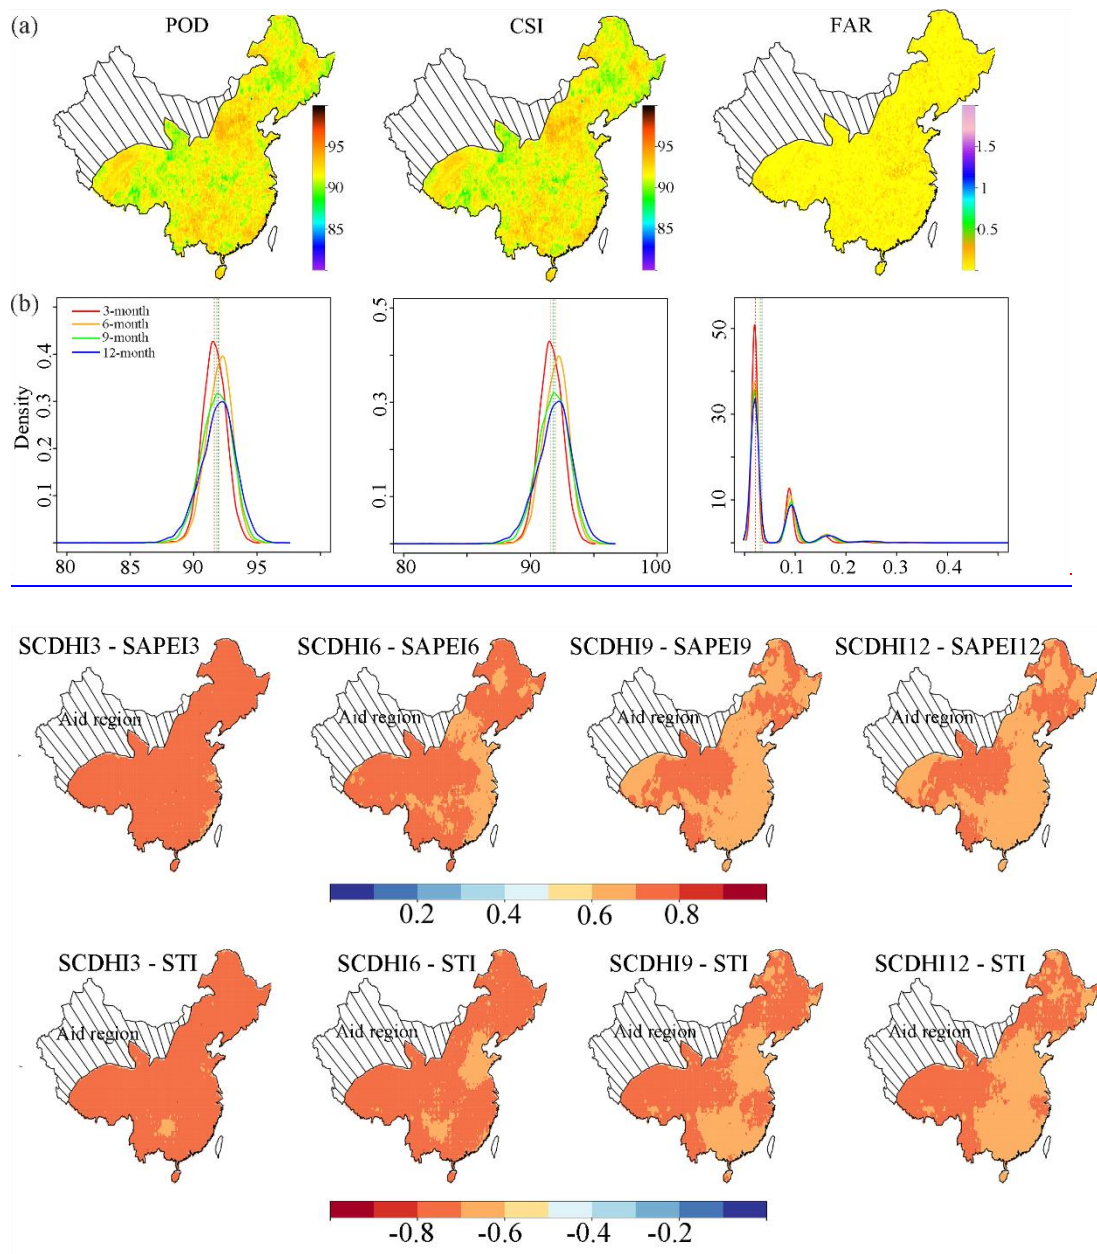 (a) POD CSI FAR
95 95 1.5
90 90 1
85 85 0.5
(b)
3-month
6-month
9-month
12-month
Density
0.4
0.3
0.2
0.1
80 85 90 95
0.5
0.3
0.1
80 90 100
50
30
10
0.1 0.2 0.4
SCDHI3 - SAPEI3 SCDHI6 - SAPEI6 SCDHI9 - SAPEI9 SCDHI12 - SAPEI12
Aid region Aid region Aid region Aid region
0.2 0.4 0.6 0.8
SCDHI3 - STI SCDHI6 - STI SCDHI9 - STI SCDHI12 - STI
Aid region Aid region Aid region Aid region
-0.8 -0.6 -0.4 -0.2